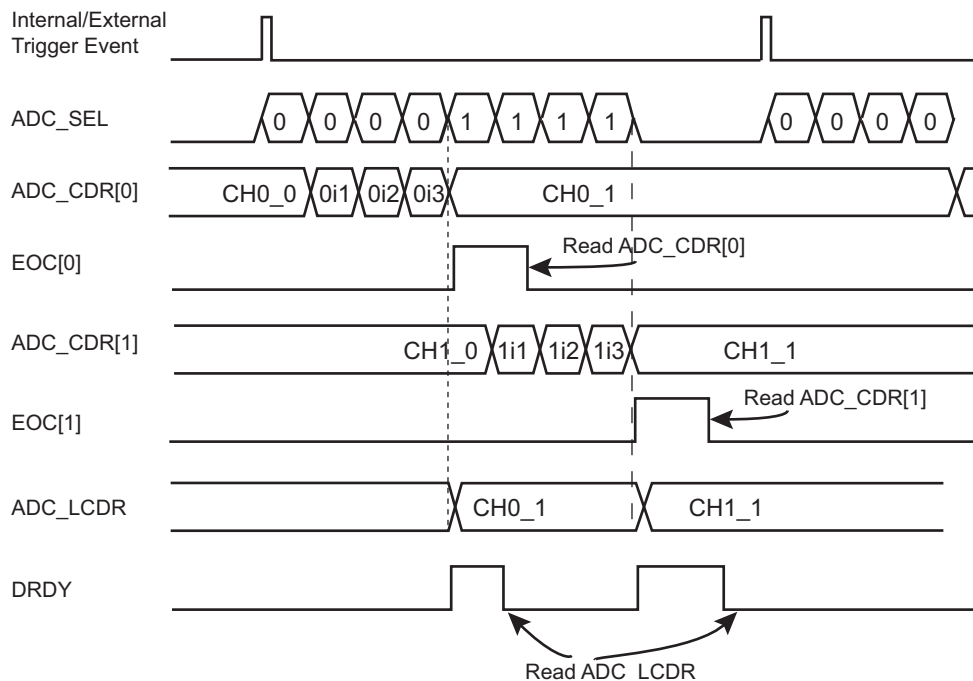 Internal/External
Trigger Event
ADC_SEL
0 0 0 0 1 1 1 1 0 0 0 0
ADC_CDR[0]
CH0_0 0i1 0i2 0i3 CH0_1
EOC[0]
Read ADC_CDR[0]
ADC_CDR[1]
CH1_0 1i1 1i2 1i3 CH1_1
EOC[1]
Read ADC_CDR[1]
ADC_LCDR
CH0_1 CH1_1
DRDY
Read ADC_LCDR